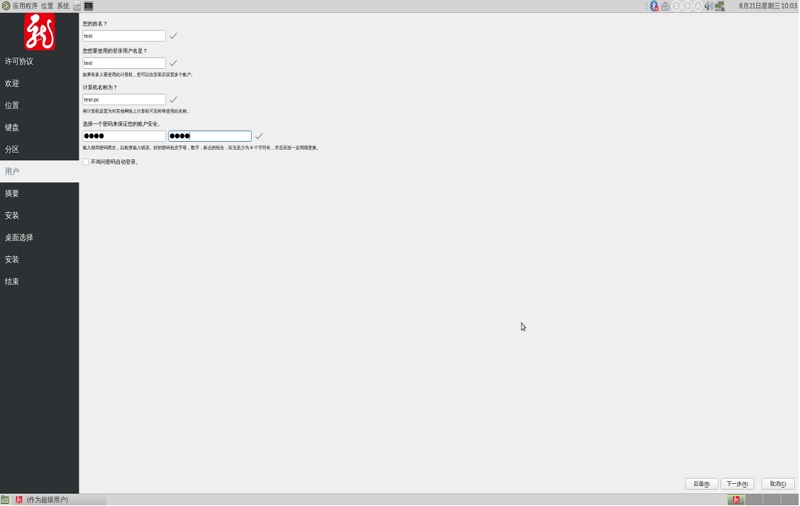 应用程序 位置 系统
8月21日星期三 10:03
许可协议
欢迎
位置
键盘
分区
用户
摘要
安装
桌面选择
安装
结束
您的姓名？
test
您想要使用的登录用户名是？
test
如果有多人要使用此计算机，您可以在安装后设置多个账户。
计算机名称为？
test-pc
将计算机设置为对其他网络上计算机可见时将使用此名称。
选择一个密码来保证您的账户安全。
输入相同密码两次，以检查输入错误。好的密码包含字母，数字，标点的组合，应当至少为 8 个字符长，并且应按一定周期更换。
不询问密码自动登录。
后退(B)
下一步(N)
取消(C)
(作为超级用户)